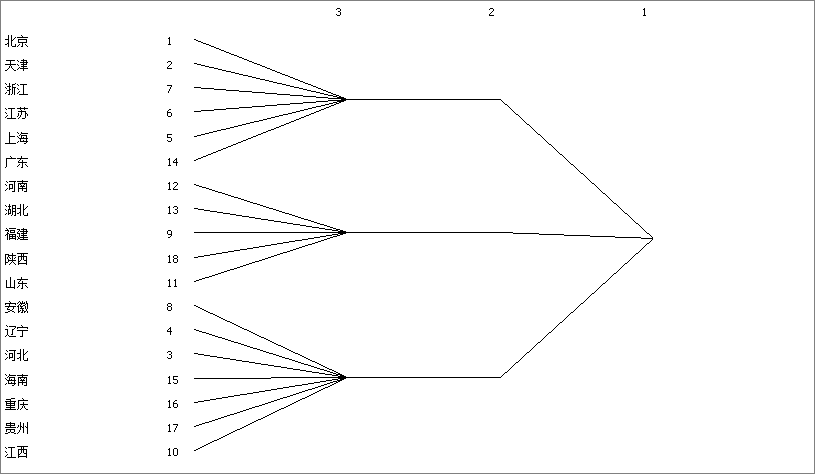 3 2 1
北京 1
天津 2
浙江 7
江苏 6
上海 5
广东 14
河南 12
湖北 13
福建 9
陕西 18
山东 11
安徽 8
辽宁 4
河北 3
海南 15
重庆 16
贵州 17
江西 10